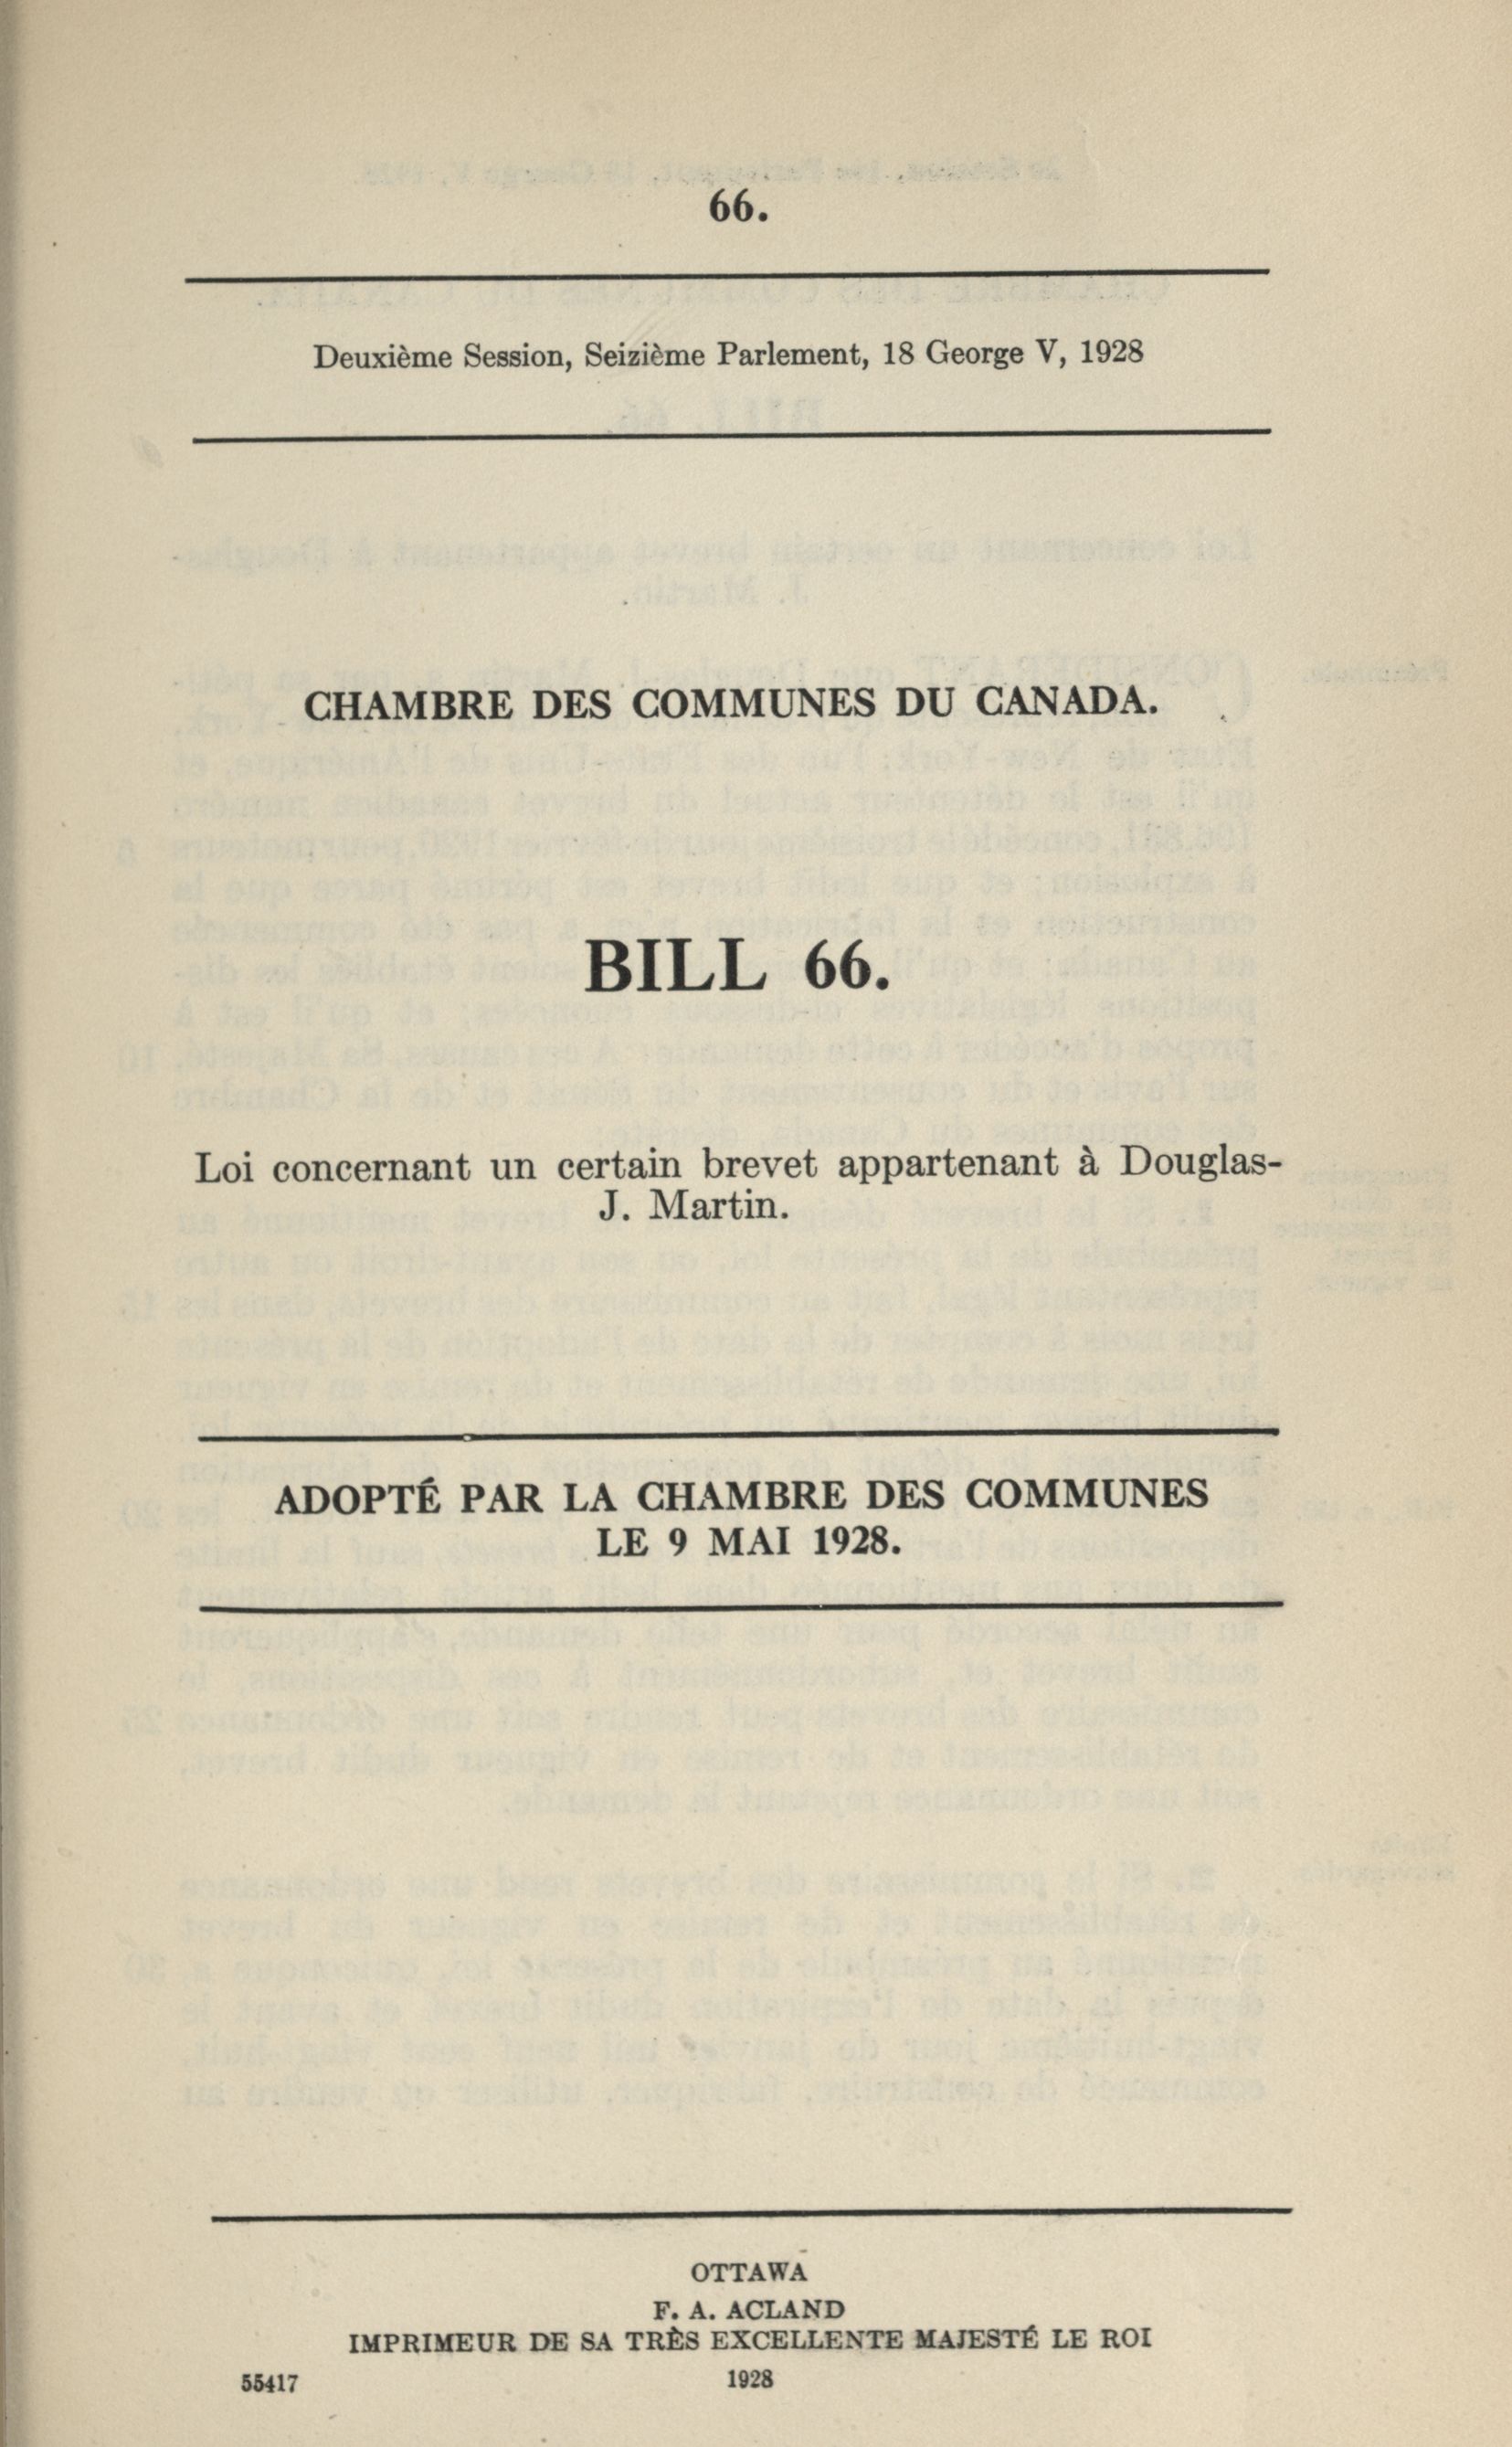 66.
Deuxième Session, Seizième Parlement, 18 George V, 1928
CHAMBRE DES COMMUNES DU CANADA.
BILL 66.
Loi concernant un certain brevet appartenant à Douglas-
J. Martin.
ADOPTÉ PAR LA CHAMBRE DES COMMUNES
LE 9 MAI 1928.
OTTAWA
F. A. ACLAND
IMPRIMEUR DE SA TRÈS EXCELLENTE MAJESTÉ LE ROI
55417 1928